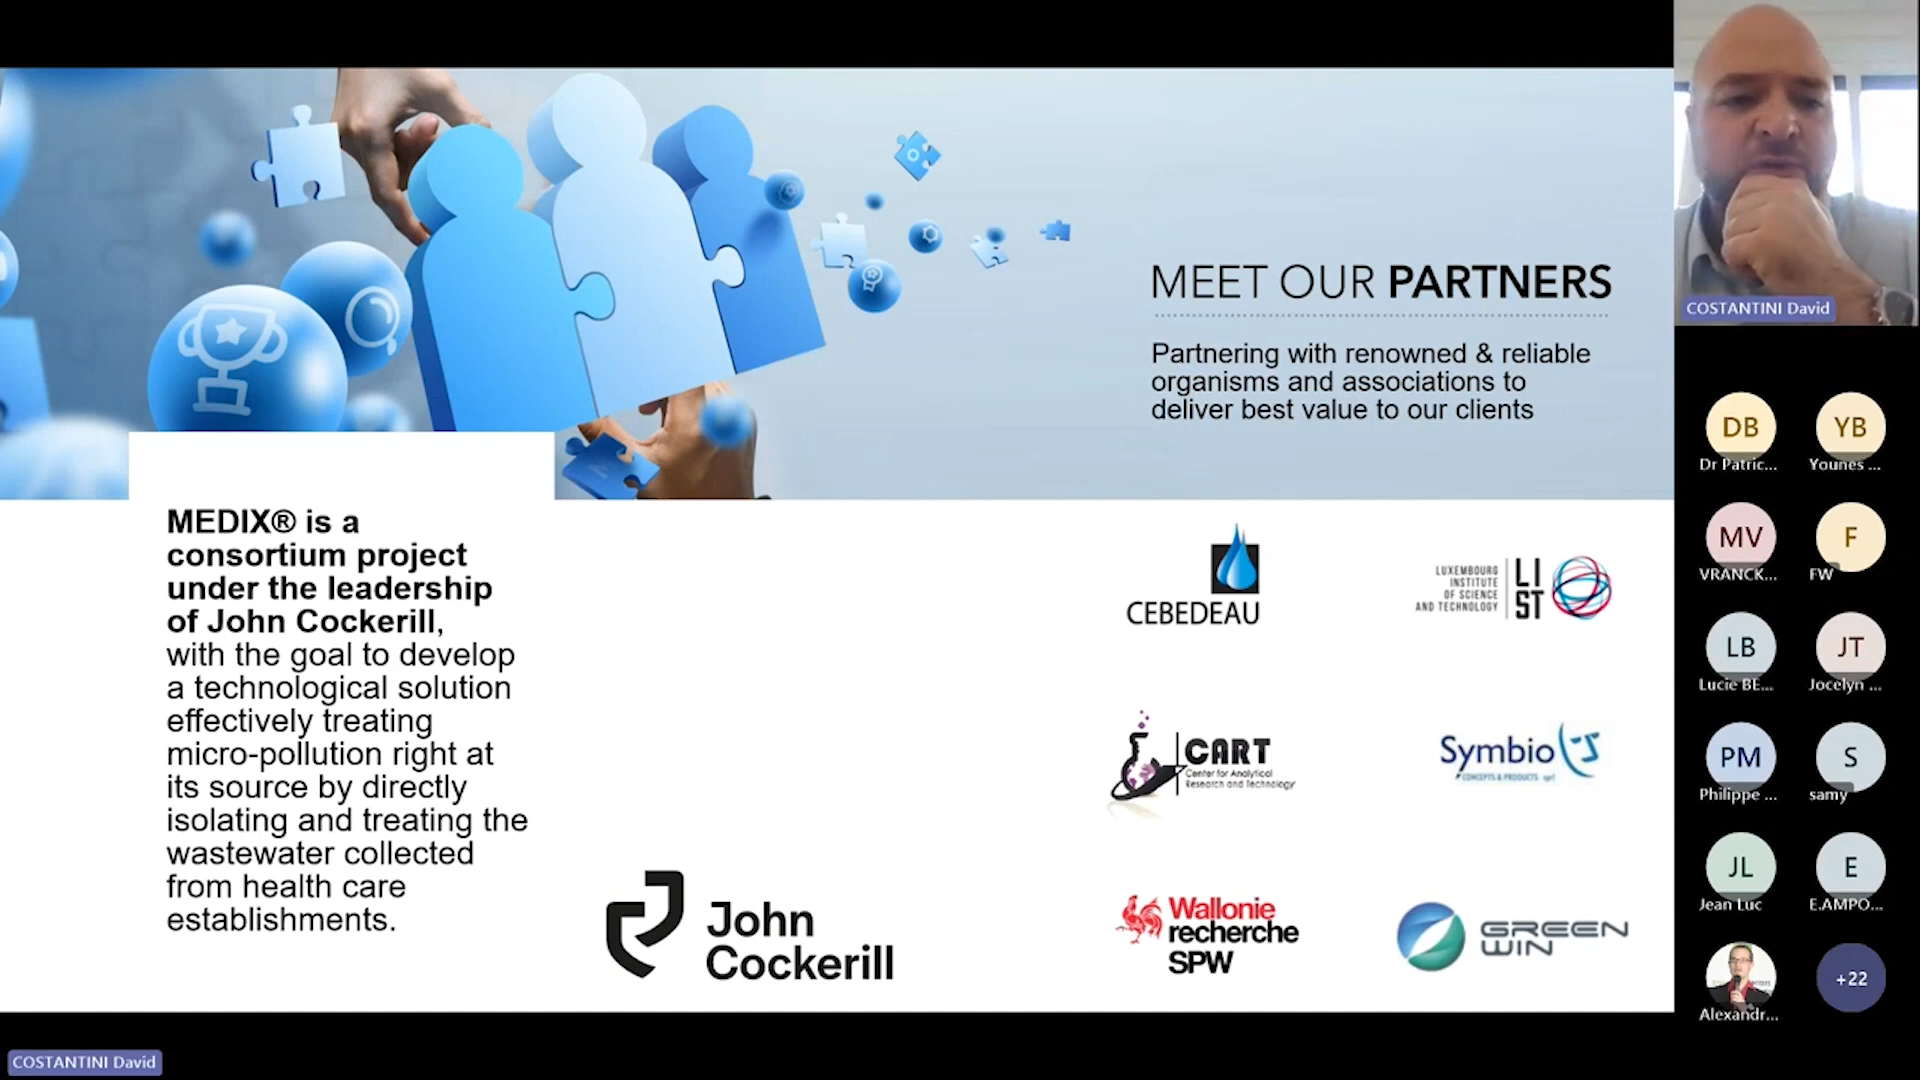 MEET OUR PARTNERS
Partnering with renowned & reliable
organisms and associations to
deliver best value to our clients
MEDIX® is a
consortium project
under the leadership
of John Cockerill,
with the goal to develop
a technological solution
effectively treating
micro-pollution right at
its source by directly
isolating and treating the
wastewater collected
from health care
establishments.
John
Cockerill
CEBEDEAU
LUXEMBOURG
INSTITUTE
OF SCIENCE
AND TECHNOLOGY
LI
ST
CART
Center for Analytical
Research and Technology
Symbio
CONCEPTS & PRODUCTS sprl
Wallonie
recherche
SPW
GREEN
WIN
COSTANTINI David
DB
Dr Patric...
YB
Younes ...
MV
VRANCK...
F
FW
LB
Lucie BE...
JT
Jocelyn ...
PM
Philippe ...
S
samy
JL
Jean Luc
E
E.AMPO...
Alexandr...
+22
COSTANTINI David